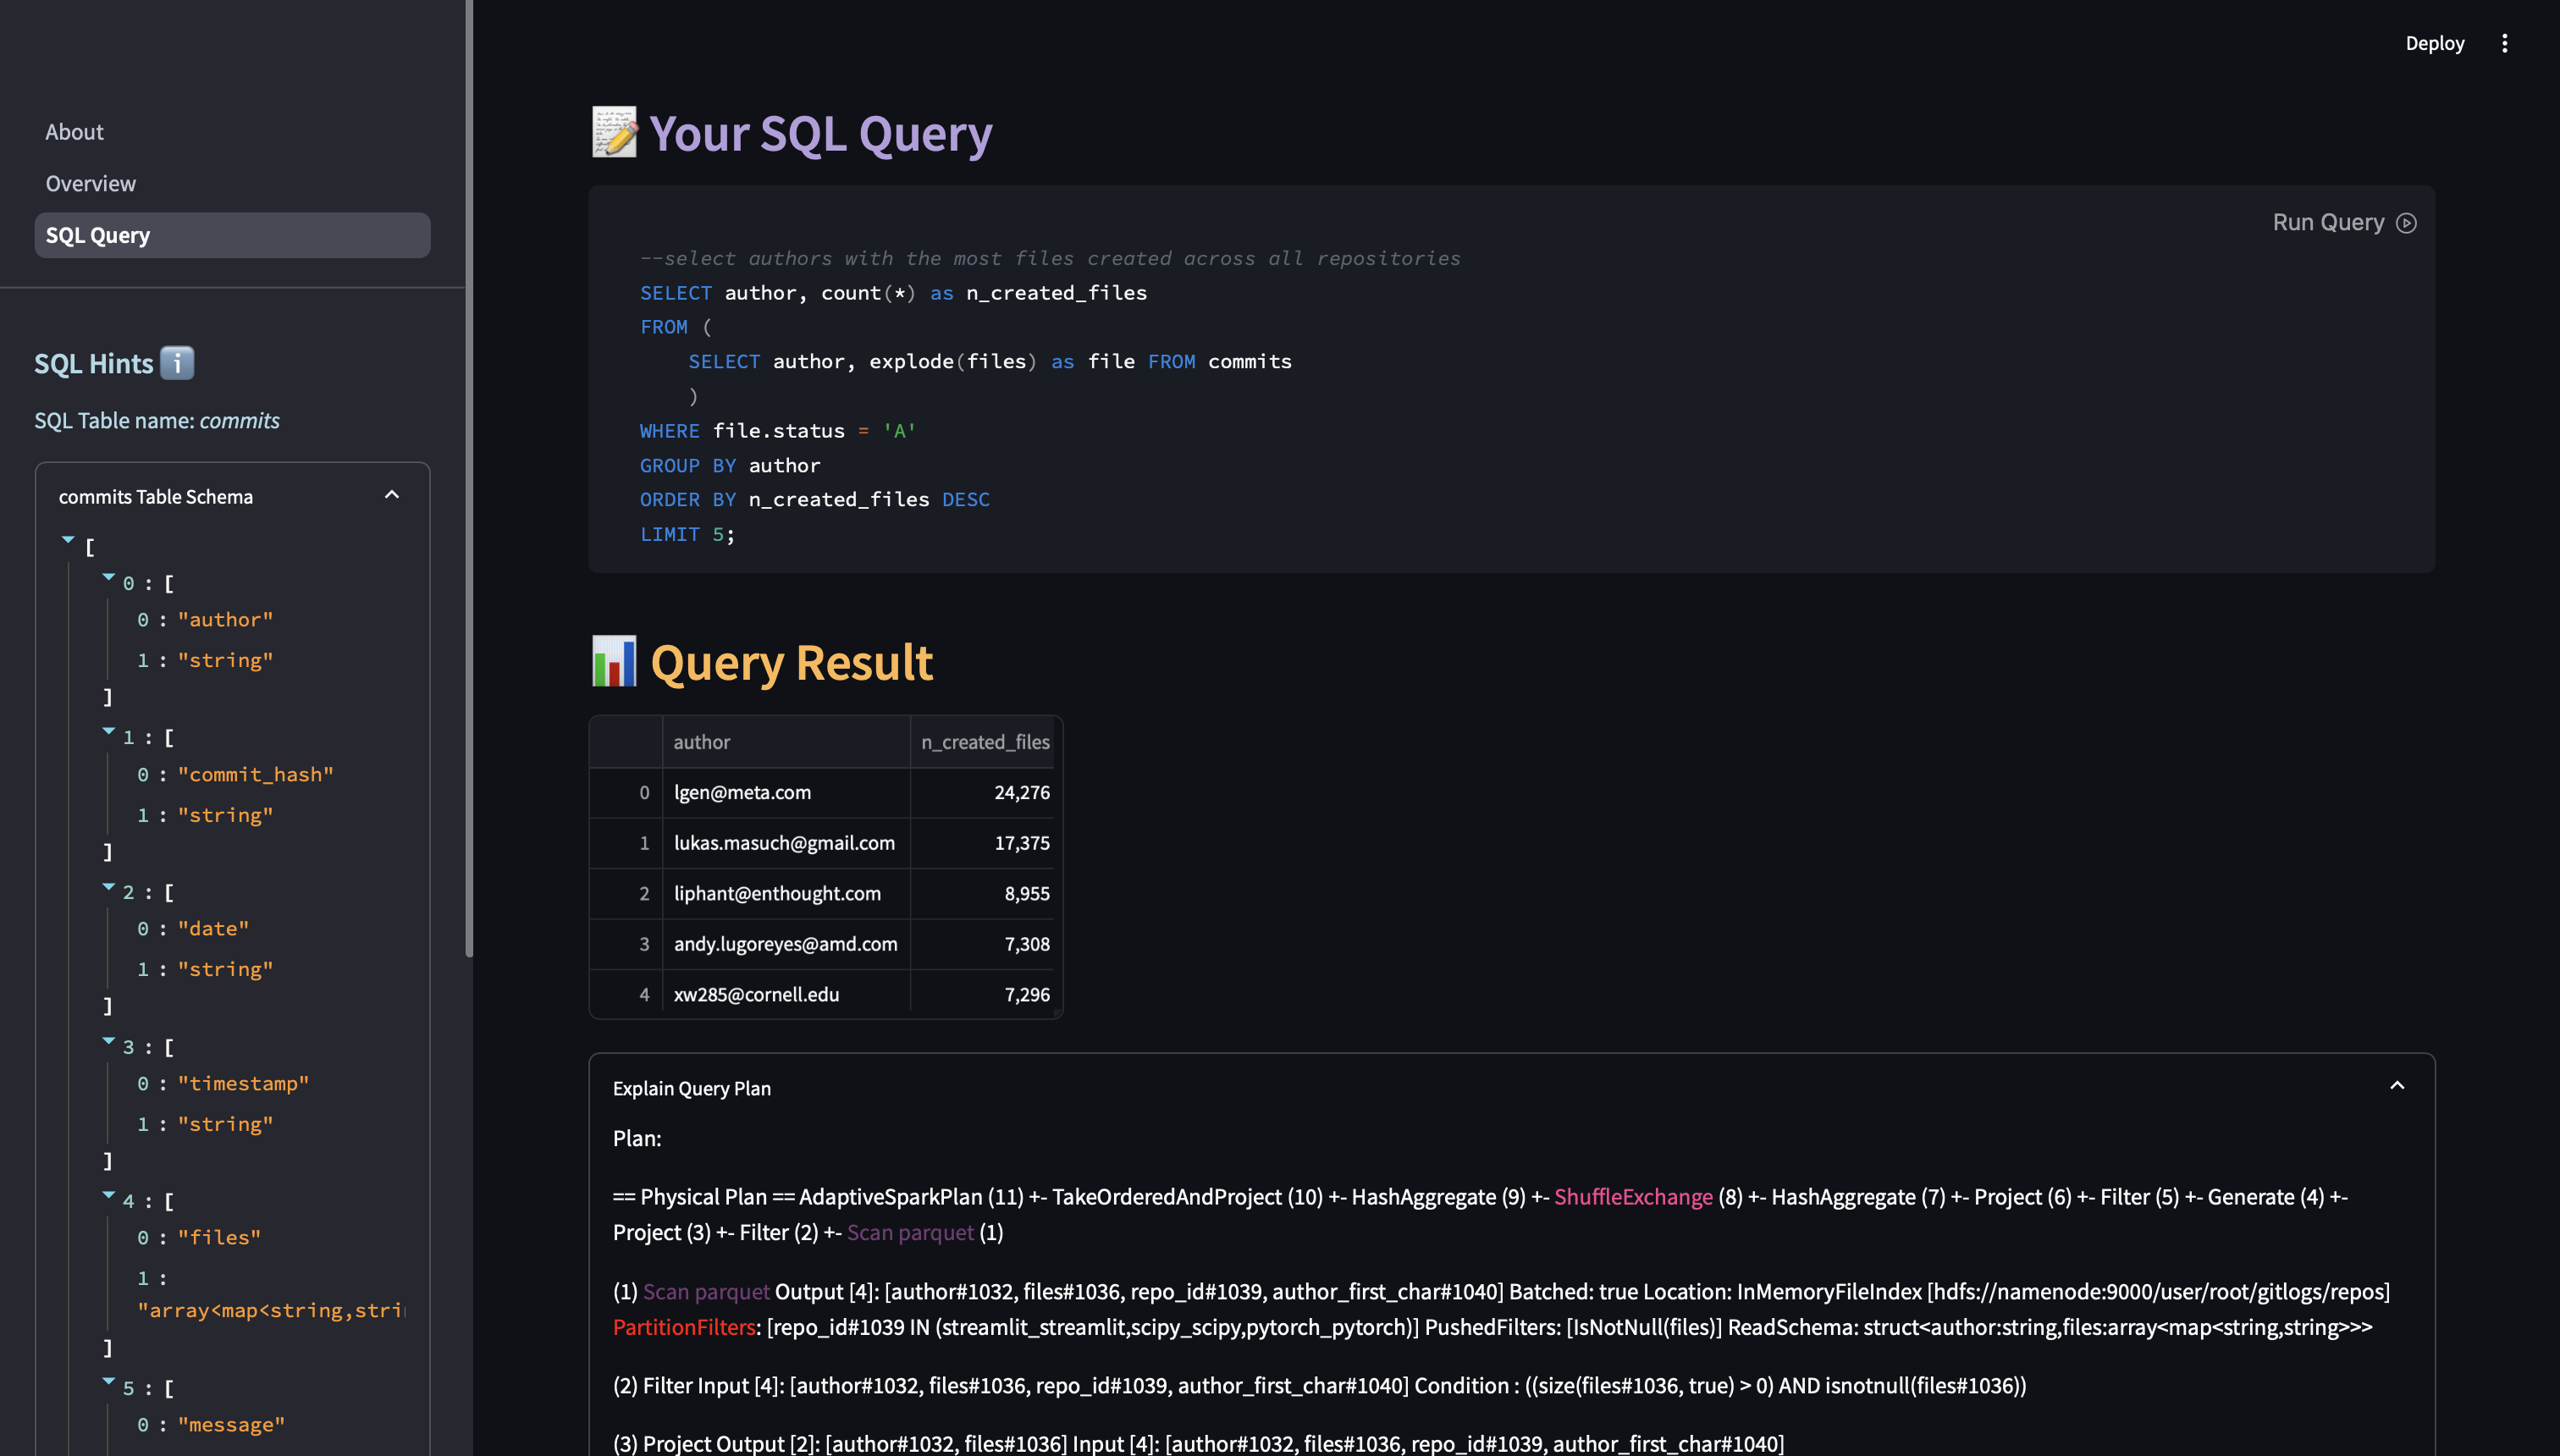 About
Overview
SQL Query
SQL Hints
SQL Table name: commits
commits Table Schema
[
0 : [
0 : "author"
1 : "string"
]
1 : [
0 : "commit_hash"
1 : "string"
]
2 : [
0 : "date"
1 : "string"
]
3 : [
0 : "timestamp"
1 : "string"
]
4 : [
0 : "files"
1 :
"array<map<string,stri
]
5 : [
0 : "message"
Deploy
Your SQL Query
Run Query
--select authors with the most files created across all repositories
SELECT author, count(*) as n_created_files
FROM (
SELECT author, explode(files) as file FROM commits
)
WHERE file.status = 'A'
GROUP BY author
ORDER BY n_created_files DESC
LIMIT 5;
Query Result
author n_created_files
0 lgen@meta.com 24,276
1 lukas.masuch@gmail.com 17,375
2 liphant@enthought.com 8,955
3 andy.lugoreyes@amd.com 7,308
4 xw285@cornell.edu 7,296
Explain Query Plan
Plan:
== Physical Plan == AdaptiveSparkPlan (11) +- TakeOrderedAndProject (10) +- HashAggregate (9) +- ShuffleExchange (8) +- HashAggregate (7) +- Project (6) +- Filter (5) +- Generate (4) +-
Project (3) +- Filter (2) +- Scan parquet (1)
(1) Scan parquet Output [4]: [author#1032, files#1036, repo_id#1039, author_first_char#1040] Batched: true Location: InMemoryFileIndex [hdfs://namenode:9000/user/root/gitlogs/repos]
PartitionFilters: [repo_id#1039 IN (streamlit_streamlit,scipy_scipy,pytorch_pytorch)] PushedFilters: [IsNotNull(files)] ReadSchema: struct<author:string,files:array<map<string,string>>>
(2) Filter Input [4]: [author#1032, files#1036, repo_id#1039, author_first_char#1040] Condition : ((size(files#1036, true) > 0) AND isnotnull(files#1036))
(3) Project Output [2]: [author#1032, files#1036] Input [4]: [author#1032, files#1036, repo_id#1039, author_first_char#1040]